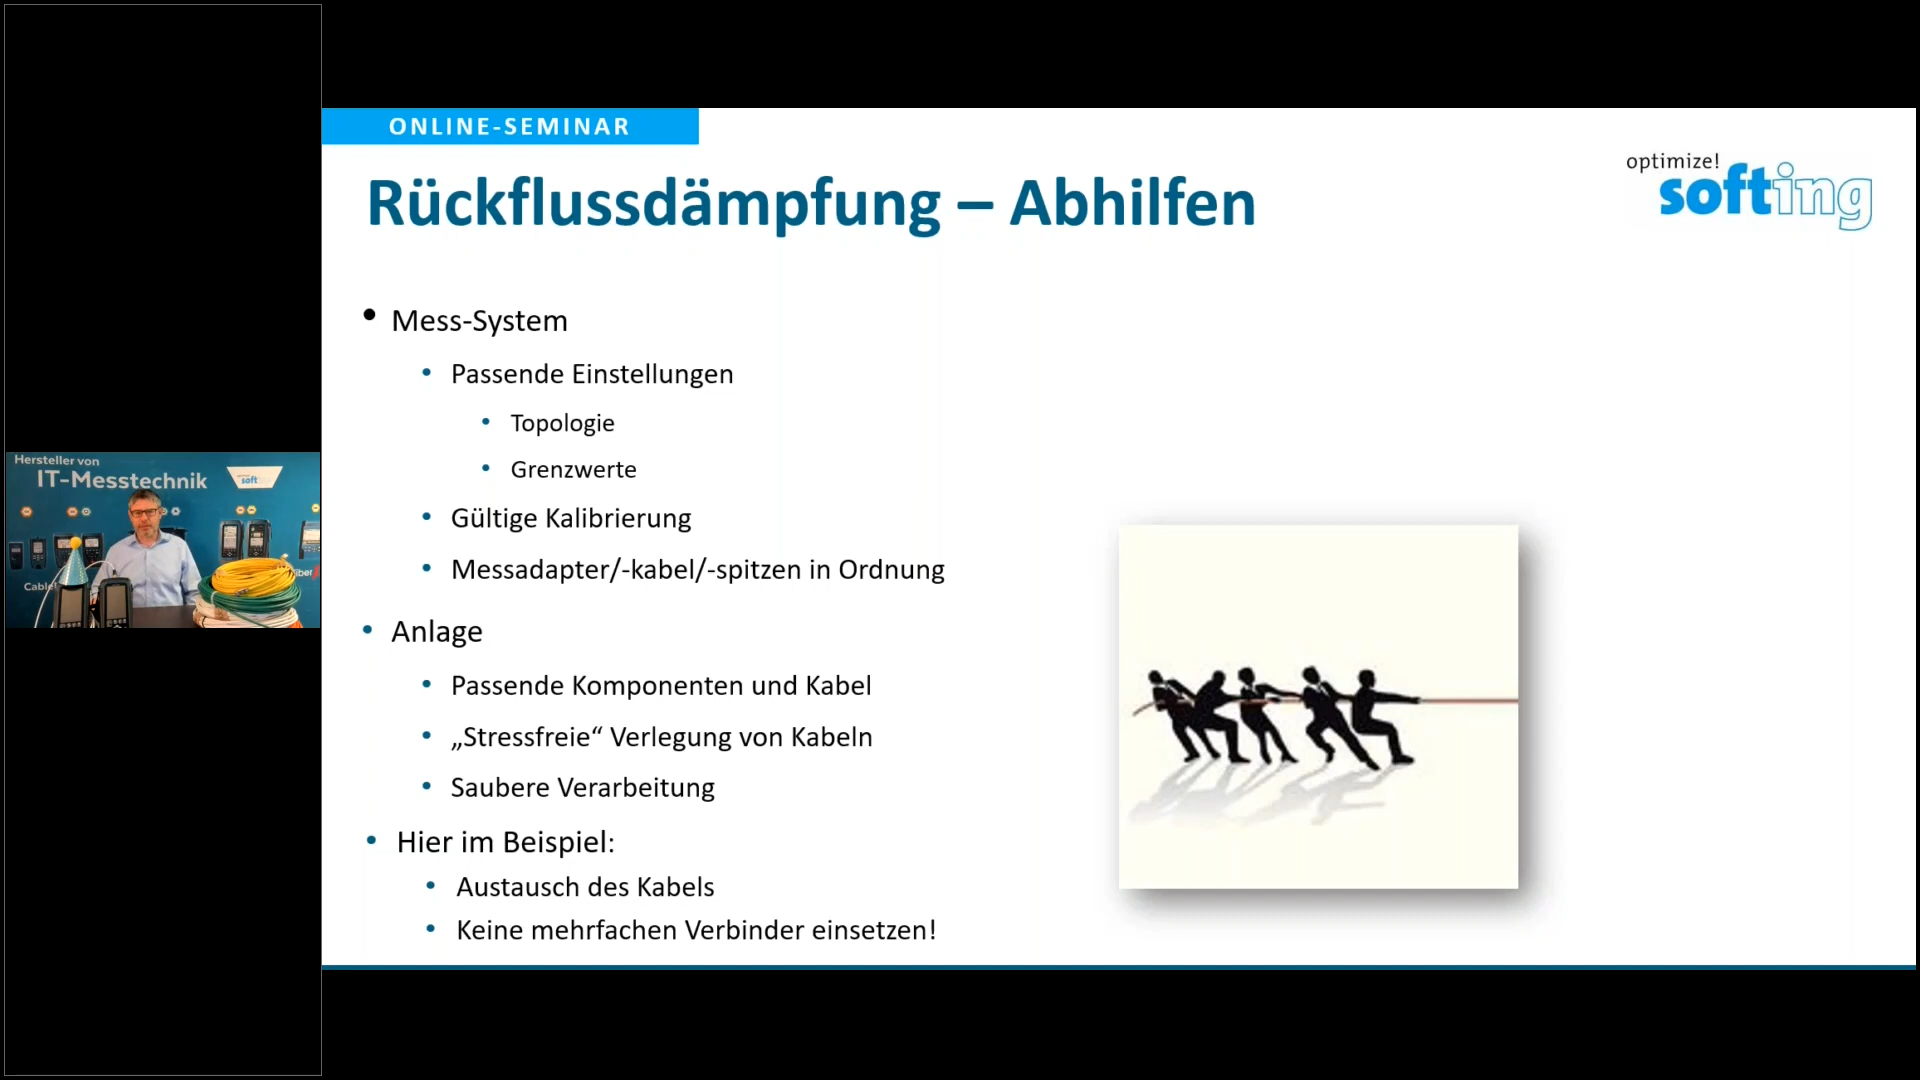 ONLINE-SEMINAR
optimize!
softing
Rückflussdämpfung – Abhilfen
• Mess-System
• Passende Einstellungen
• Topologie
• Grenzwerte
• Gültige Kalibrierung
• Messadapter/-kabel/-spitzen in Ordnung
• Anlage
• Passende Komponenten und Kabel
• „Stressfreie“ Verlegung von Kabeln
• Saubere Verarbeitung
• Hier im Beispiel:
• Austausch des Kabels
• Keine mehrfachen Verbinder einsetzen!
Hersteller von
IT-Messtechnik